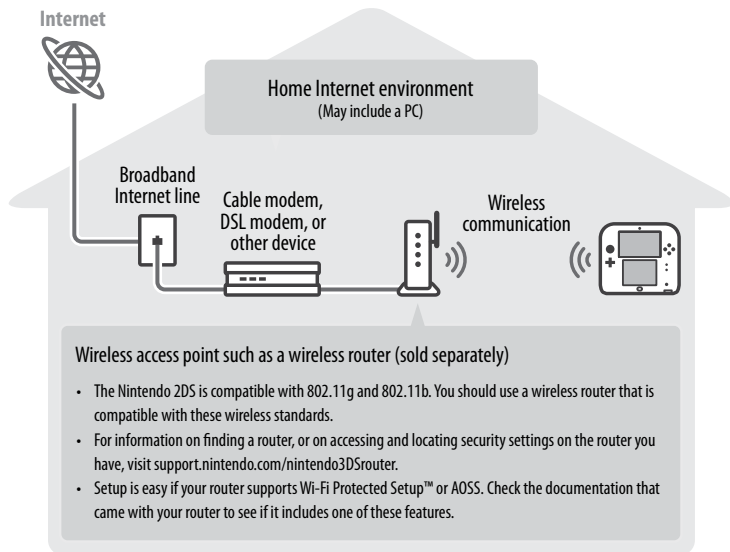 Internet
Home Internet environment
(May include a PC)
Broadband
Internet line
Cable modem,
DSL modem, or
other device
Wireless
communication
Wireless access point such as a wireless router (sold separately)
• The Nintendo 2DS is compatible with 802.11g and 802.11b. You should use a wireless router that is
compatible with these wireless standards.
• For information on finding a router, or on accessing and locating security settings on the router you
have, visit support.nintendo.com/nintendo3DSrouter.
• Setup is easy if your router supports Wi-Fi Protected Setup™ or AOSS. Check the documentation that
came with your router to see if it includes one of these features.